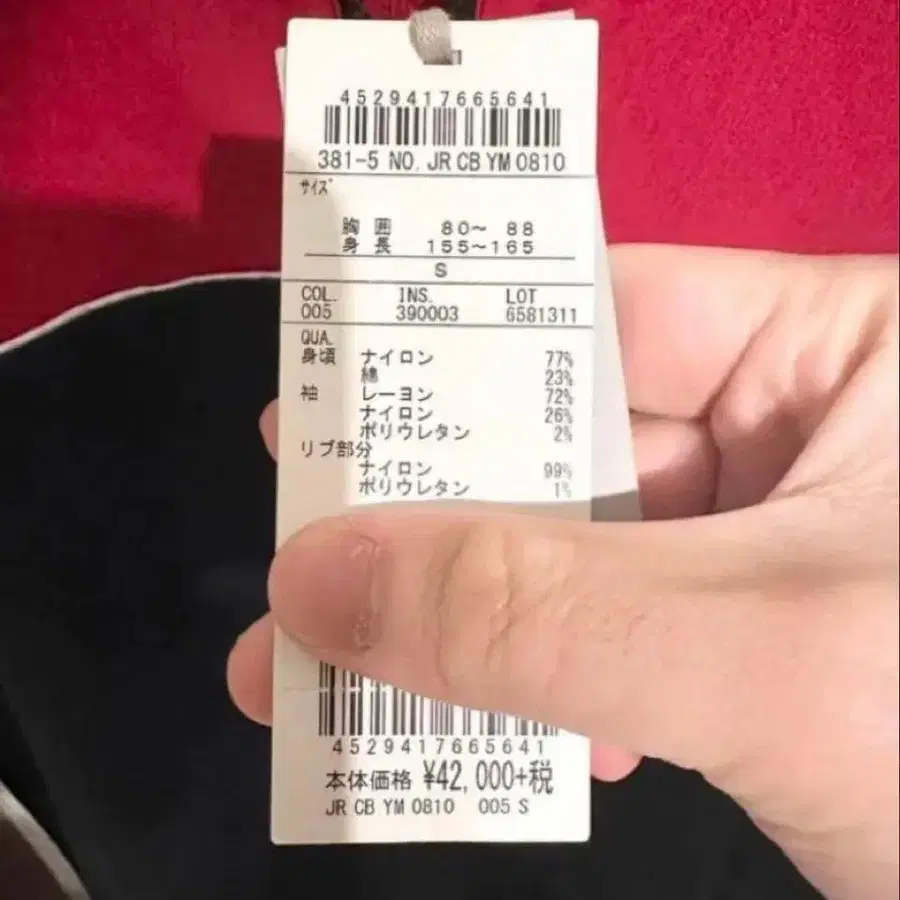 4529417665641
381-5 NO. JR CB YM 0810
サイズ
胸 囲 80～ 88
身 長 155～165
S
COL. INS. LOT
005 390003 6581311
QUA.
身頃 ナイロン 77%
綿 23%
袖 レーヨン 72%
ナイロン 26%
ポリウレタン 2%
リブ部分
ナイロン 99%
ポリウレタン 1%
4529417665641
本体価格 ¥42,000+税
JR CB YM 0810 005 S